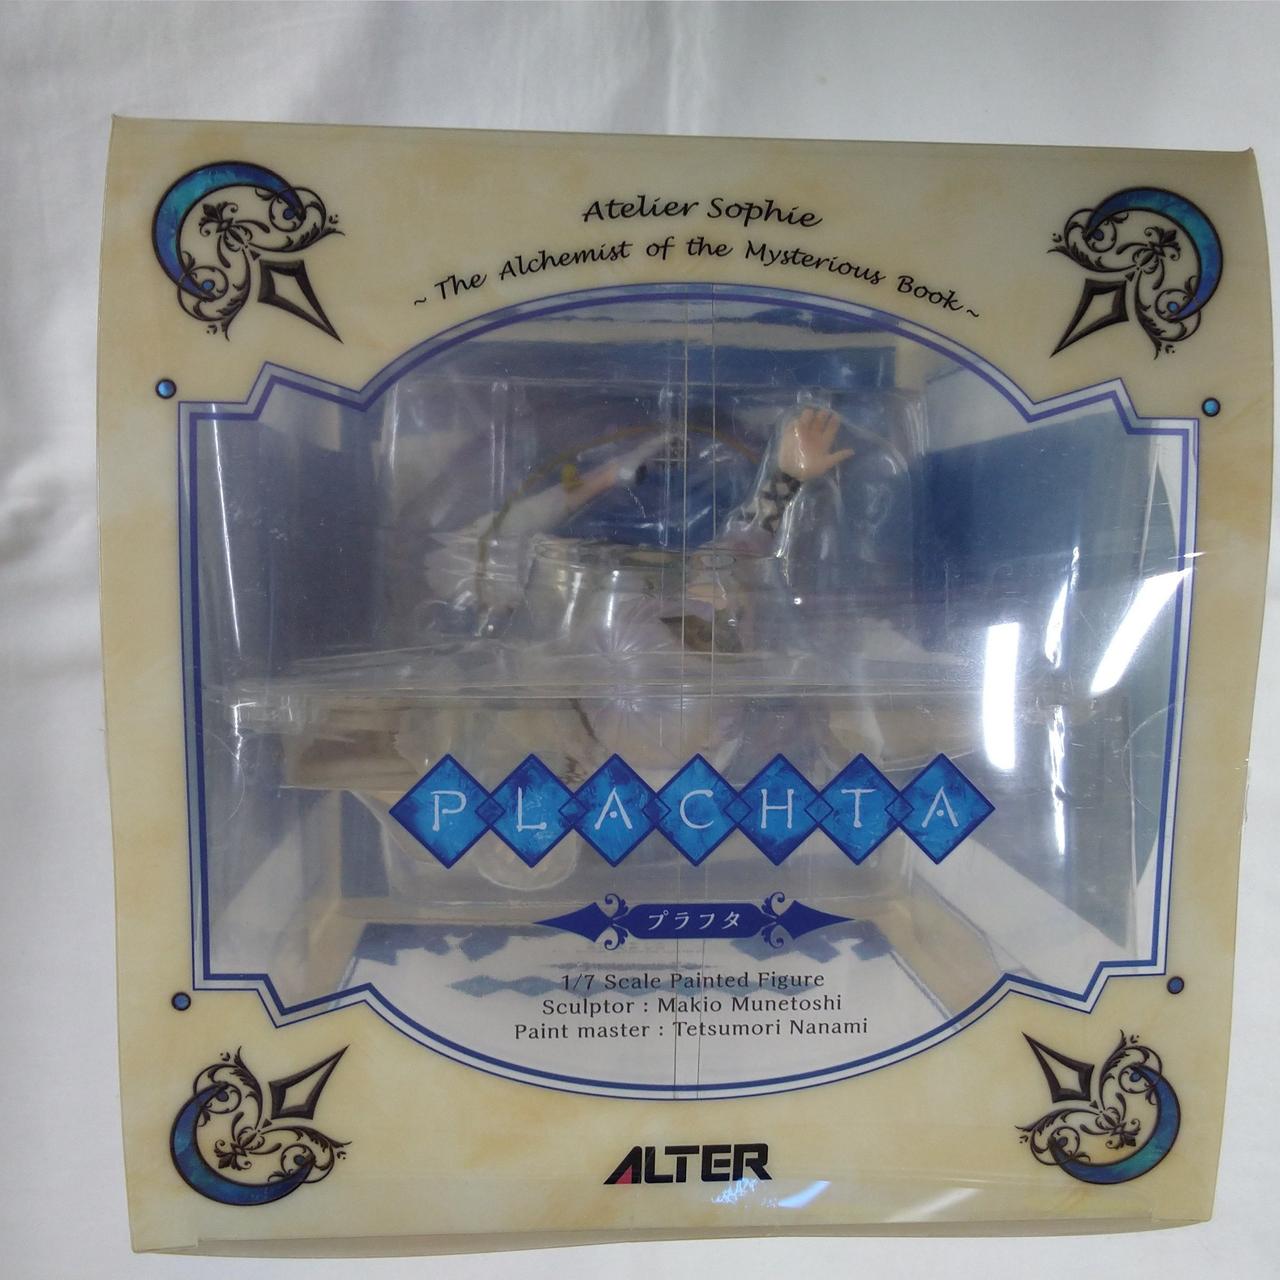 Atelier Sophie
~ The Alchemist of the Mysterious Book ~
PLACHTA
プラフタ
1/7 Scale Painted Figure
Sculptor : Makio Munetoshi
Paint master : Tetsumori Nanami
ALTER